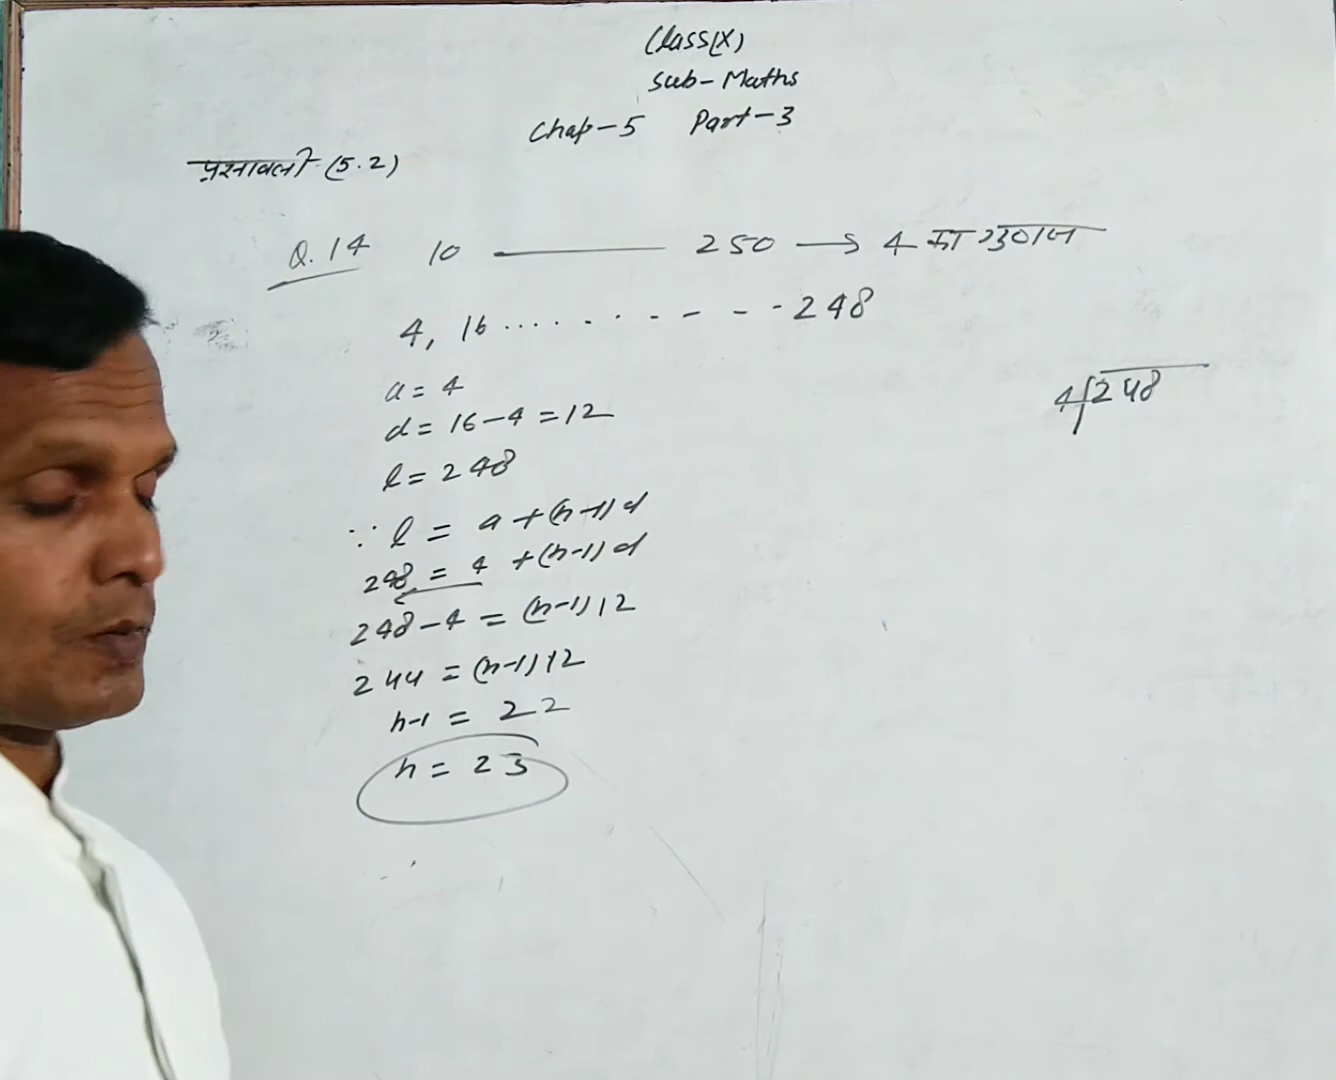 Class(X)
Sub-Maths
Chap-5 Part-3
प्रश्नावली (5.2)
Q. 14 10 ——— 250 → 4 का गुणज
4, 16 .......... - - - 248
a = 4
d = 16-4 = 12
l = 248
∵ l = a + (n-1) d
248 = 4 + (n-1) d
248-4 = (n-1) 12
244 = (n-1) 12
n-1 = 22
n = 23
4)248